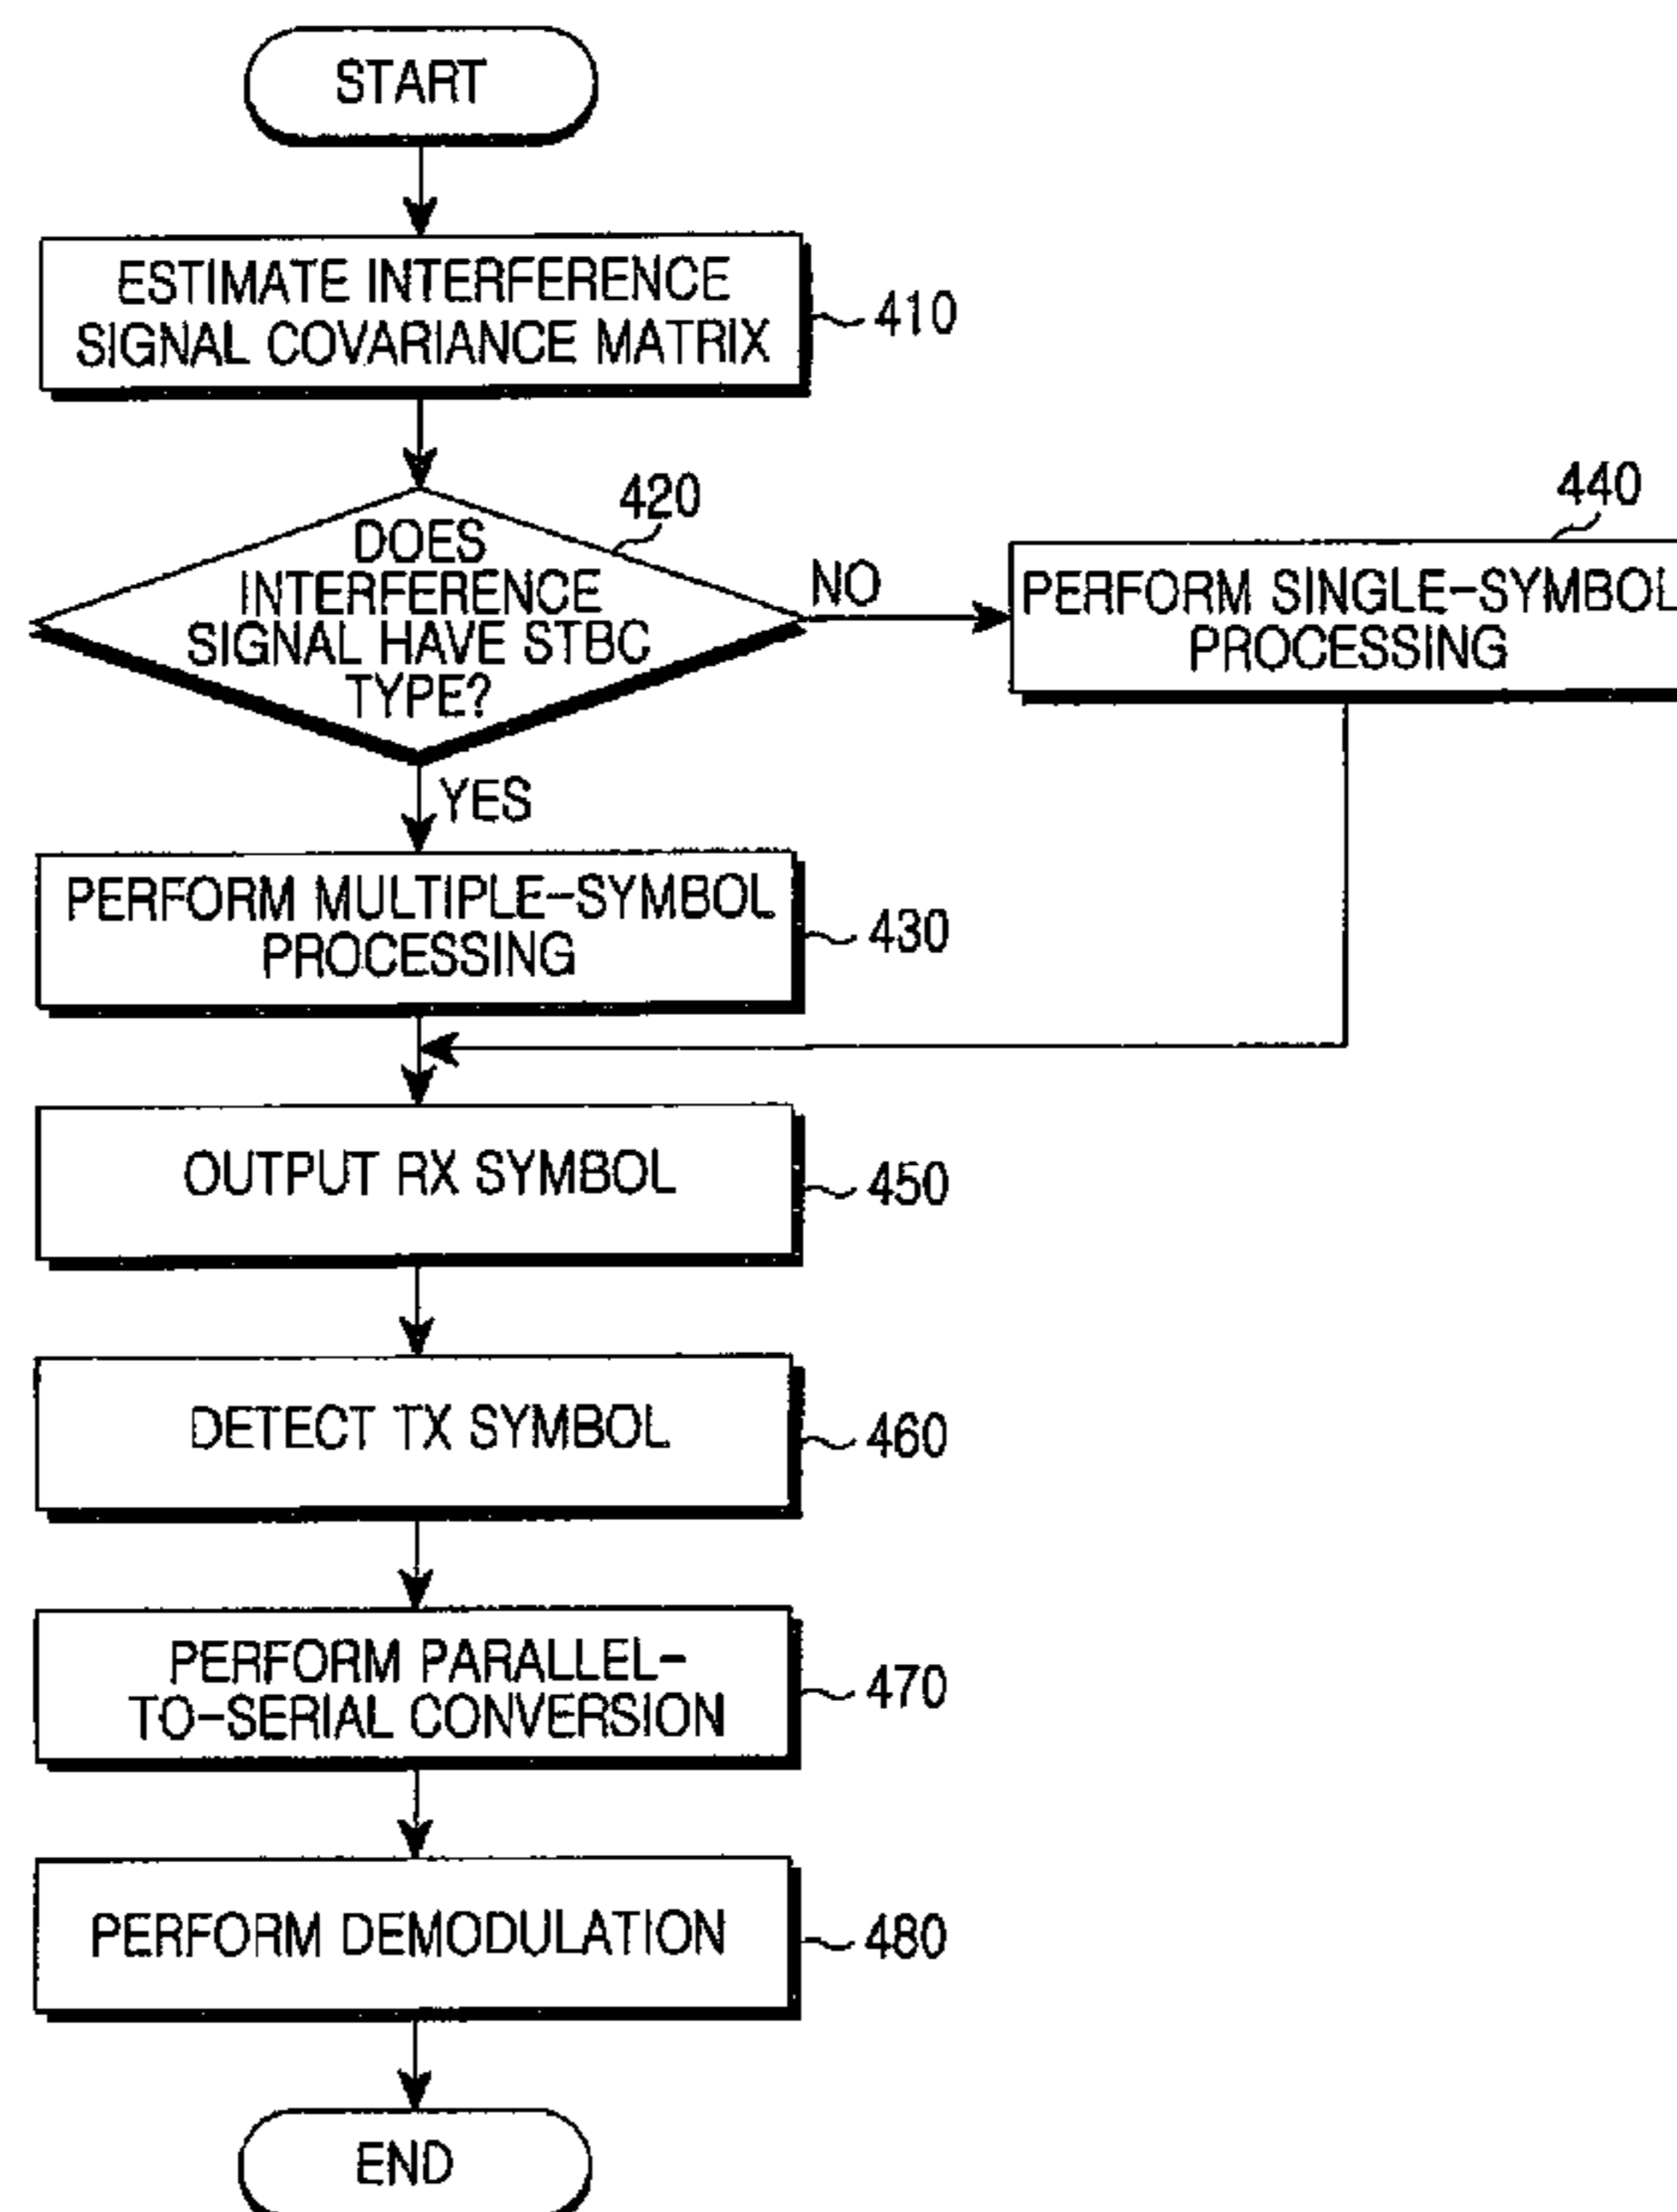 START
ESTIMATE INTERFERENCE
SIGNAL COVARIANCE MATRIX
410
420
DOES
INTERFERENCE
SIGNAL HAVE STBC
TYPE?
NO
440
PERFORM SINGLE-SYMBOL
PROCESSING
YES
PERFORM MULTIPLE-SYMBOL
PROCESSING
430
OUTPUT RX SYMBOL
450
DETECT TX SYMBOL
460
PERFORM PARALLEL-
TO-SERIAL CONVERSION
470
PERFORM DEMODULATION
480
END